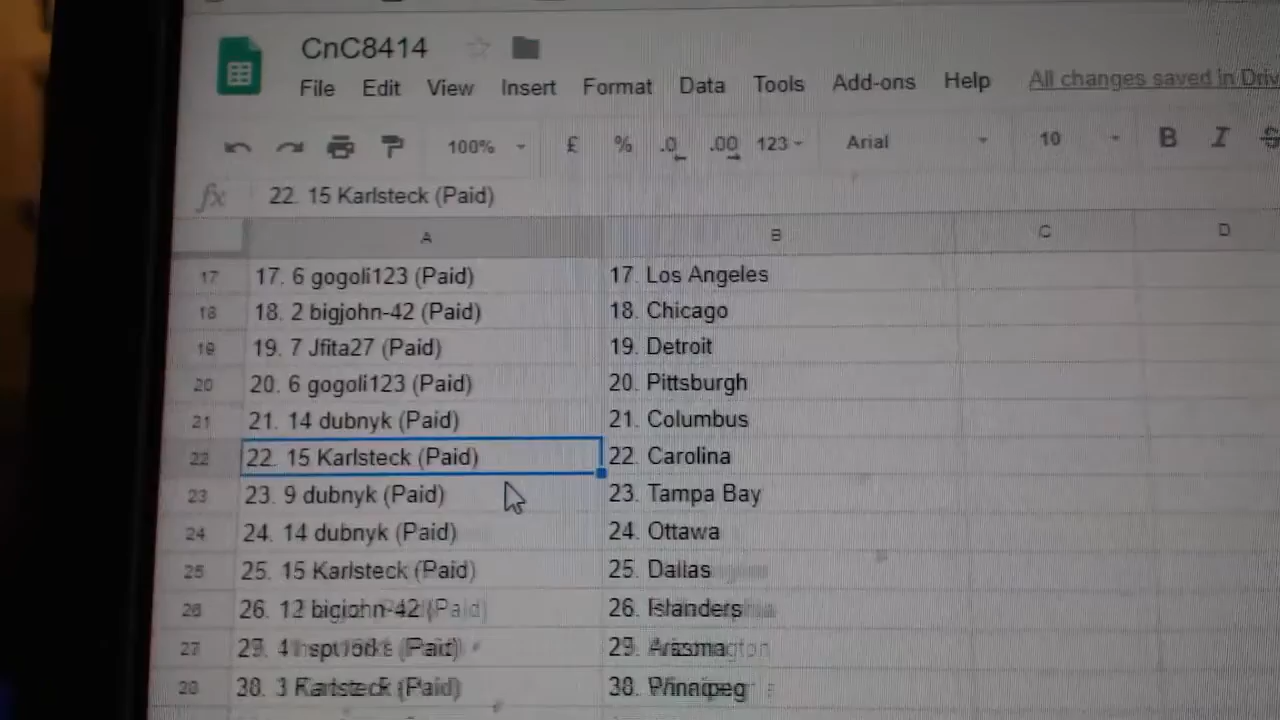 CnC8414
File Edit View Insert Format Data Tools Add-ons Help All changes saved in Driv
100% £ % .0 .00 123 Arial 10 B I S
fx 22. 15 Karlsteck (Paid)
A B C D
17 17. 6 gogoli123 (Paid) 17. Los Angeles
18 18. 2 bigjohn-42 (Paid) 18. Chicago
19 19. 7 Jfita27 (Paid) 19. Detroit
20 20. 6 gogoli123 (Paid) 20. Pittsburgh
21 21. 14 dubnyk (Paid) 21. Columbus
22 22. 15 Karlsteck (Paid) 22. Carolina
23 23. 9 dubnyk (Paid) 23. Tampa Bay
24 24. 14 dubnyk (Paid) 24. Ottawa
25 25. 15 Karlsteck (Paid) 25. Dallas
26 26. 12 bigjohn-42 (Paid) 26. Islanders
27 (Paid)
28 (Paid)